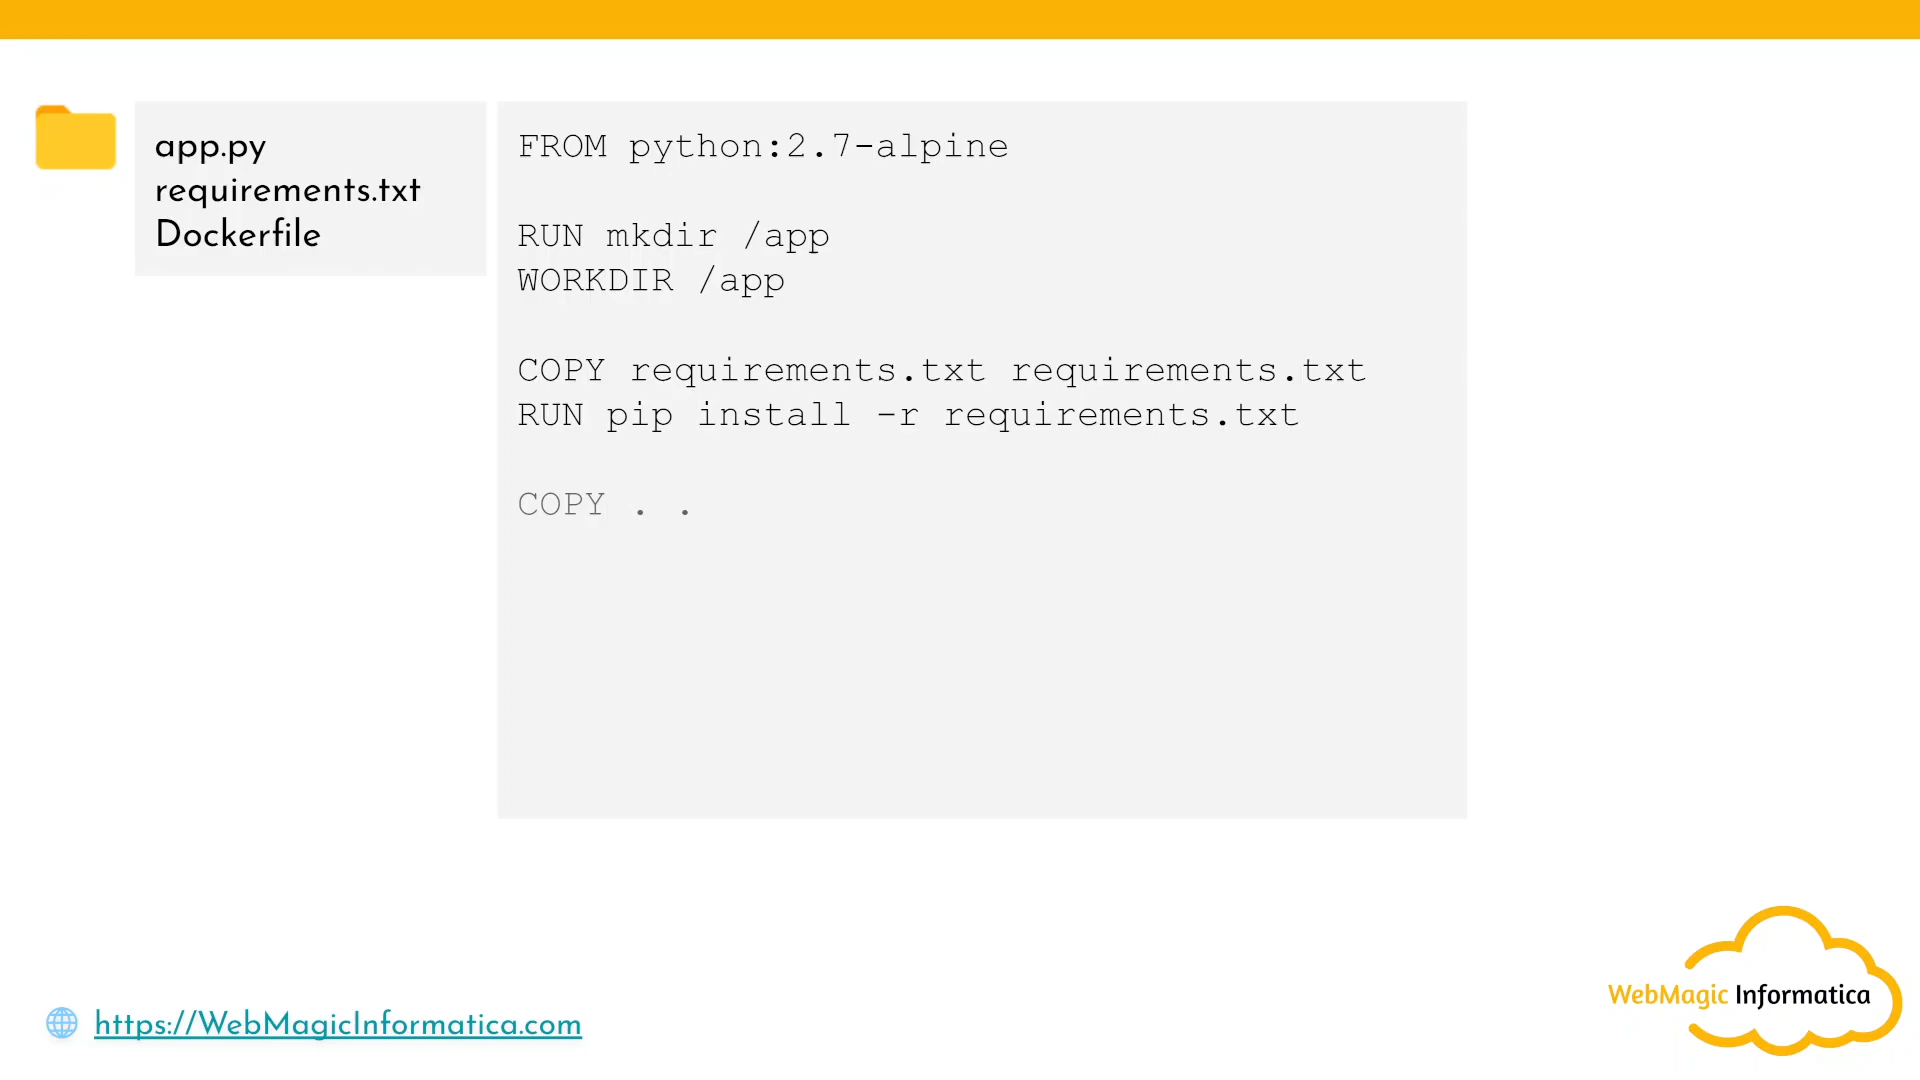 app.py
requirements.txt
Dockerfile
FROM python:2.7-alpine
RUN mkdir /app
WORKDIR /app
COPY requirements.txt requirements.txt
RUN pip install -r requirements.txt
COPY . .
https://WebMagicInformatica.com
WebMagic Informatica